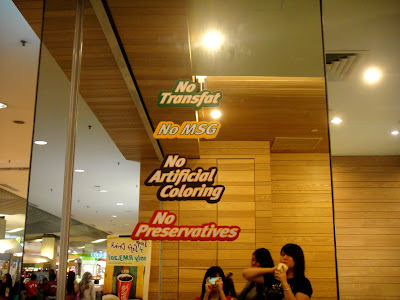 No
Transfat
No MSG
No
Artificial
Coloring
No
Preservatives